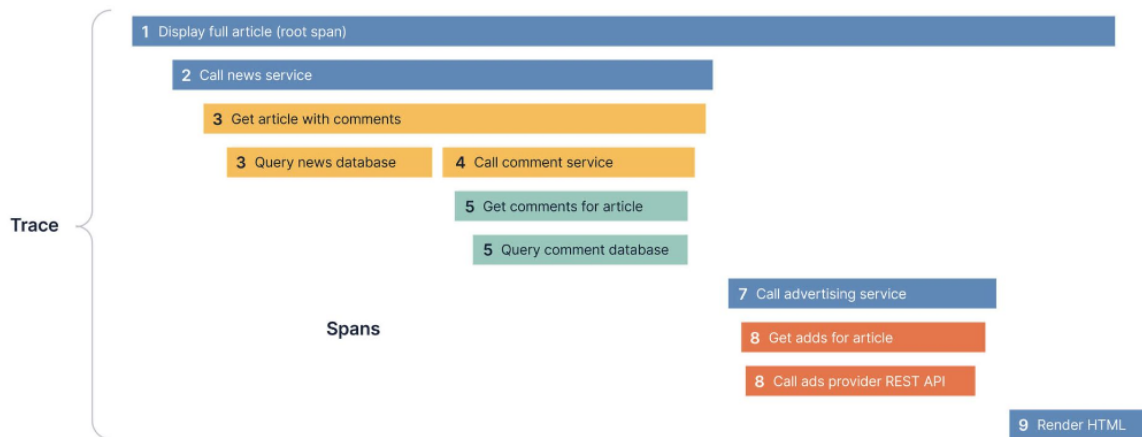 1 Display full article (root span)
2 Call news service
3 Get article with comments
3 Query news database
4 Call comment service
5 Get comments for article
Trace
5 Query comment database
7 Call advertising service
Spans
8 Get adds for article
8 Call ads provider REST API
9 Render HTML